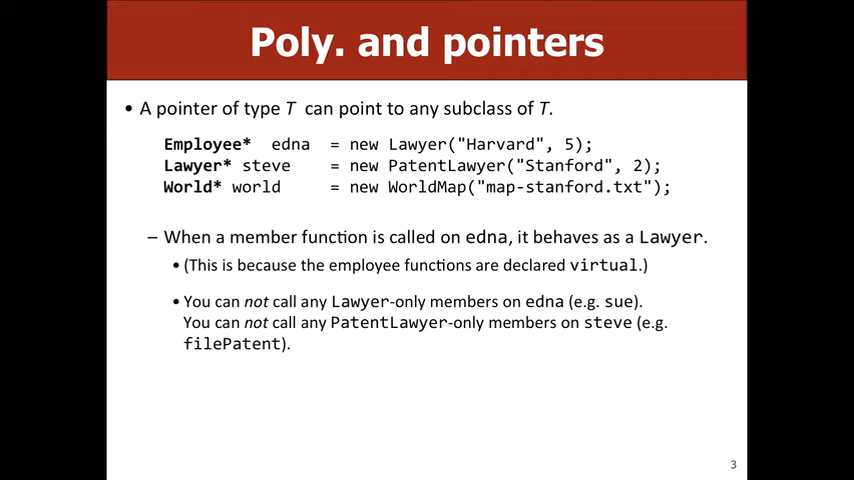 Poly. and pointers
• A pointer of type T can point to any subclass of T.
Employee* edna = new Lawyer("Harvard", 5);
Lawyer* steve = new PatentLawyer("Stanford", 2);
World* world = new WorldMap("map-stanford.txt");
– When a member function is called on edna, it behaves as a Lawyer.
• (This is because the employee functions are declared virtual.)
• You can not call any Lawyer-only members on edna (e.g. sue).
You can not call any PatentLawyer-only members on steve (e.g.
filePatent).
3